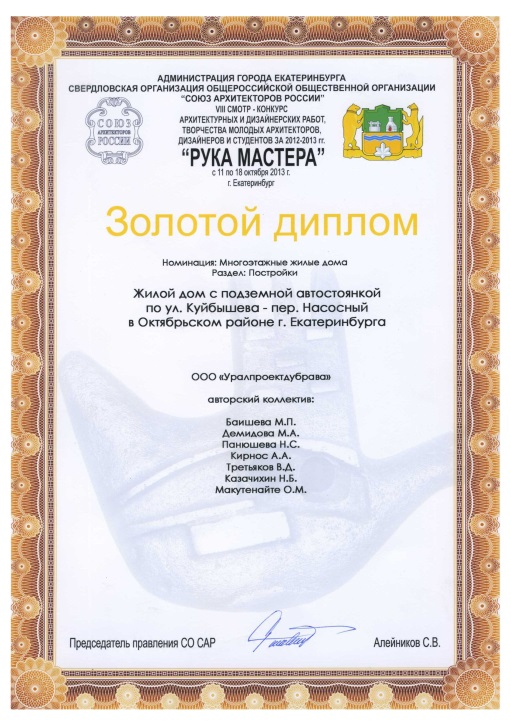 АДМИНИСТРАЦИЯ ГОРОДА ЕКАТЕРИНБУРГА
СВЕРДЛОВСКАЯ ОРГАНИЗАЦИЯ ОБЩЕРОССИЙСКОЙ ОБЩЕСТВЕННОЙ ОРГАНИЗАЦИИ
"СОЮЗ АРХИТЕКТОРОВ РОССИИ"
VIII СМОТР - КОНКУРС
АРХИТЕКТУРНЫХ И ДИЗАЙНЕРСКИХ РАБОТ,
ТВОРЧЕСТВА МОЛОДЫХ АРХИТЕКТОРОВ,
ДИЗАЙНЕРОВ И СТУДЕНТОВ ЗА 2012-2013 гг.
"РУКА МАСТЕРА"
с 11 по 18 октября 2013 г.
г. Екатеринбург
СОЮЗ
АРХИТЕКТОРОВ
РОССИИ
Золотой диплом
Номинация: Многоэтажные жилые дома
Раздел: Постройки
Жилой дом с подземной автостоянкой
по ул. Куйбышева - пер. Насосный
в Октябрьском районе г. Екатеринбурга
ООО «Уралпроектдубрава»
авторский коллектив:
Баишева М.П.
Демидова М.А.
Панюшева Н.С.
Кирнос А.А.
Третьяков В.Д.
Казачихин Н.Б.
Макутенайте О.М.
Председатель правления СО САР
Алейников С.В.